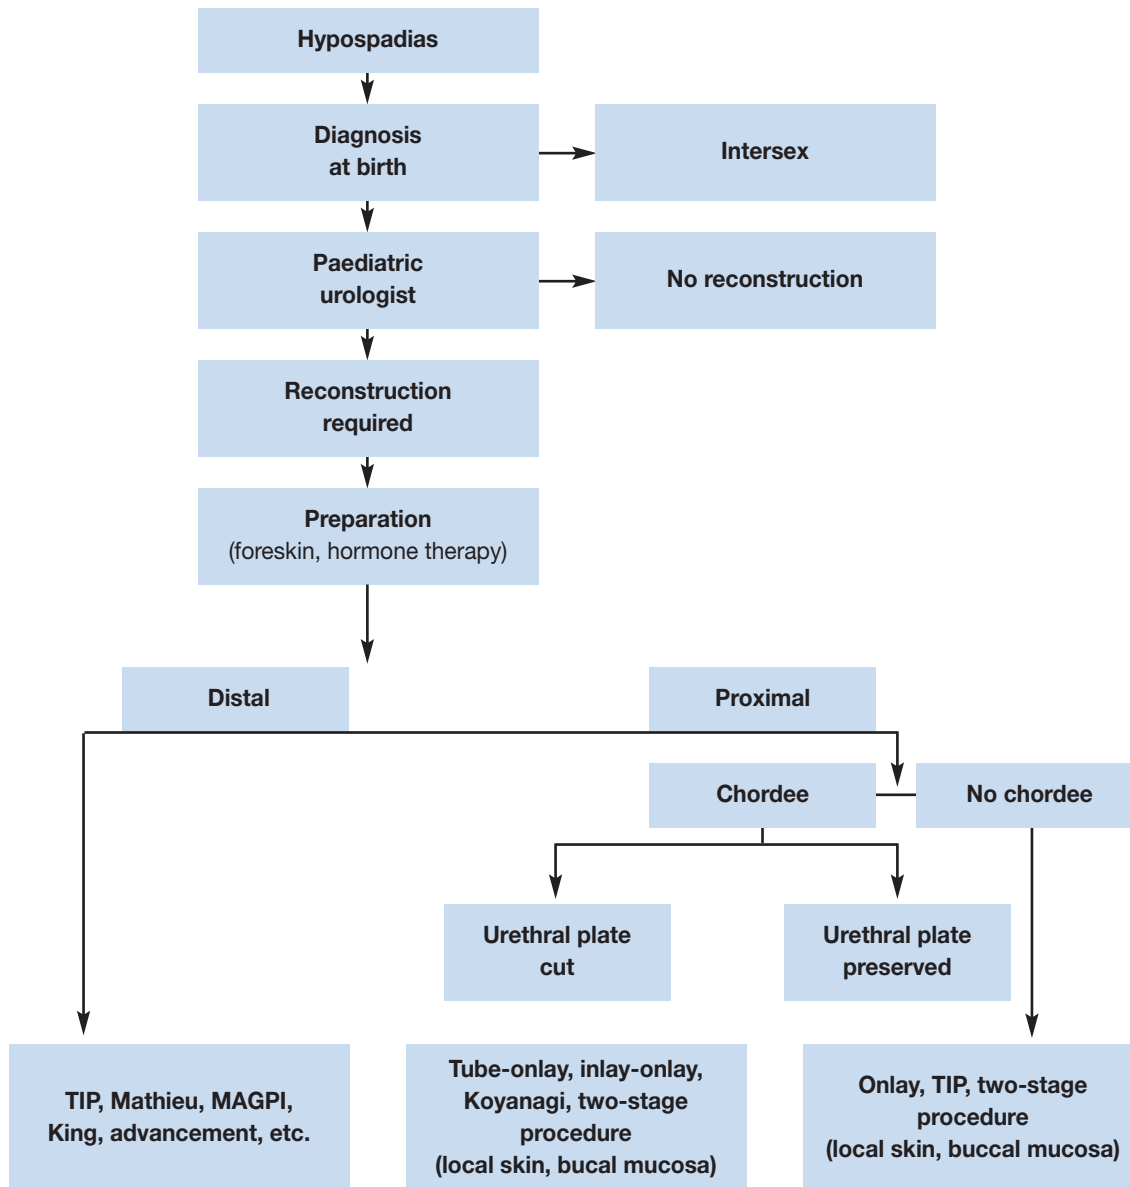 Hypospadias
Diagnosis
at birth
Intersex
Paediatric
urologist
No reconstruction
Reconstruction
required
Preparation
(foreskin, hormone therapy)
Distal
Proximal
Chordee
No chordee
Urethral plate
cut
Urethral plate
preserved
TIP, Mathieu, MAGPI,
King, advancement, etc.
Tube-onlay, inlay-onlay,
Koyanagi, two-stage
procedure
(local skin, bucal mucosa)
Onlay, TIP, two-stage
procedure
(local skin, buccal mucosa)